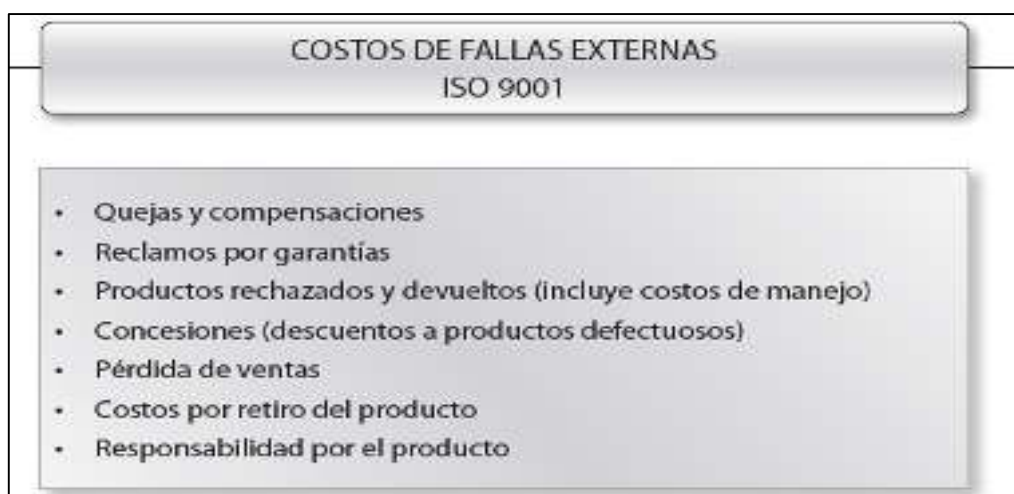 COSTOS DE FALLAS EXTERNAS
ISO 9001
• Quejas y compensaciones
• Reclamos por garantías
• Productos rechazados y devueltos (incluye costos de manejo)
• Concesiones (descuentos a productos defectuosos)
• Pérdida de ventas
• Costos por retiro del producto
• Responsabilidad por el producto